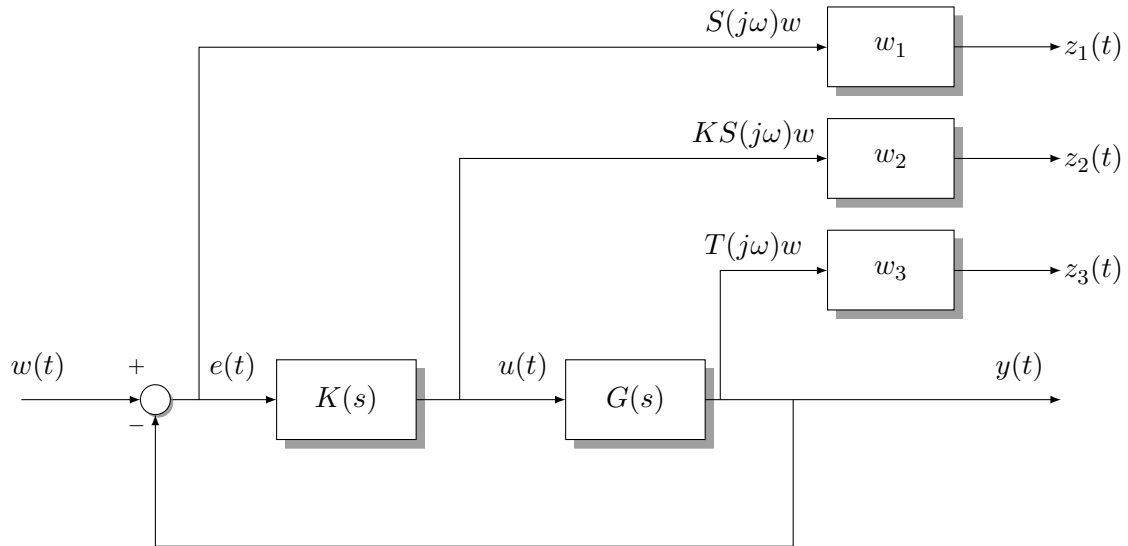 S(jω)w w₁ z₁(t)
KS(jω)w w₂ z₂(t)
T(jω)w w₃ z₃(t)
w(t) + e(t) u(t) y(t)
K(s) G(s)
−